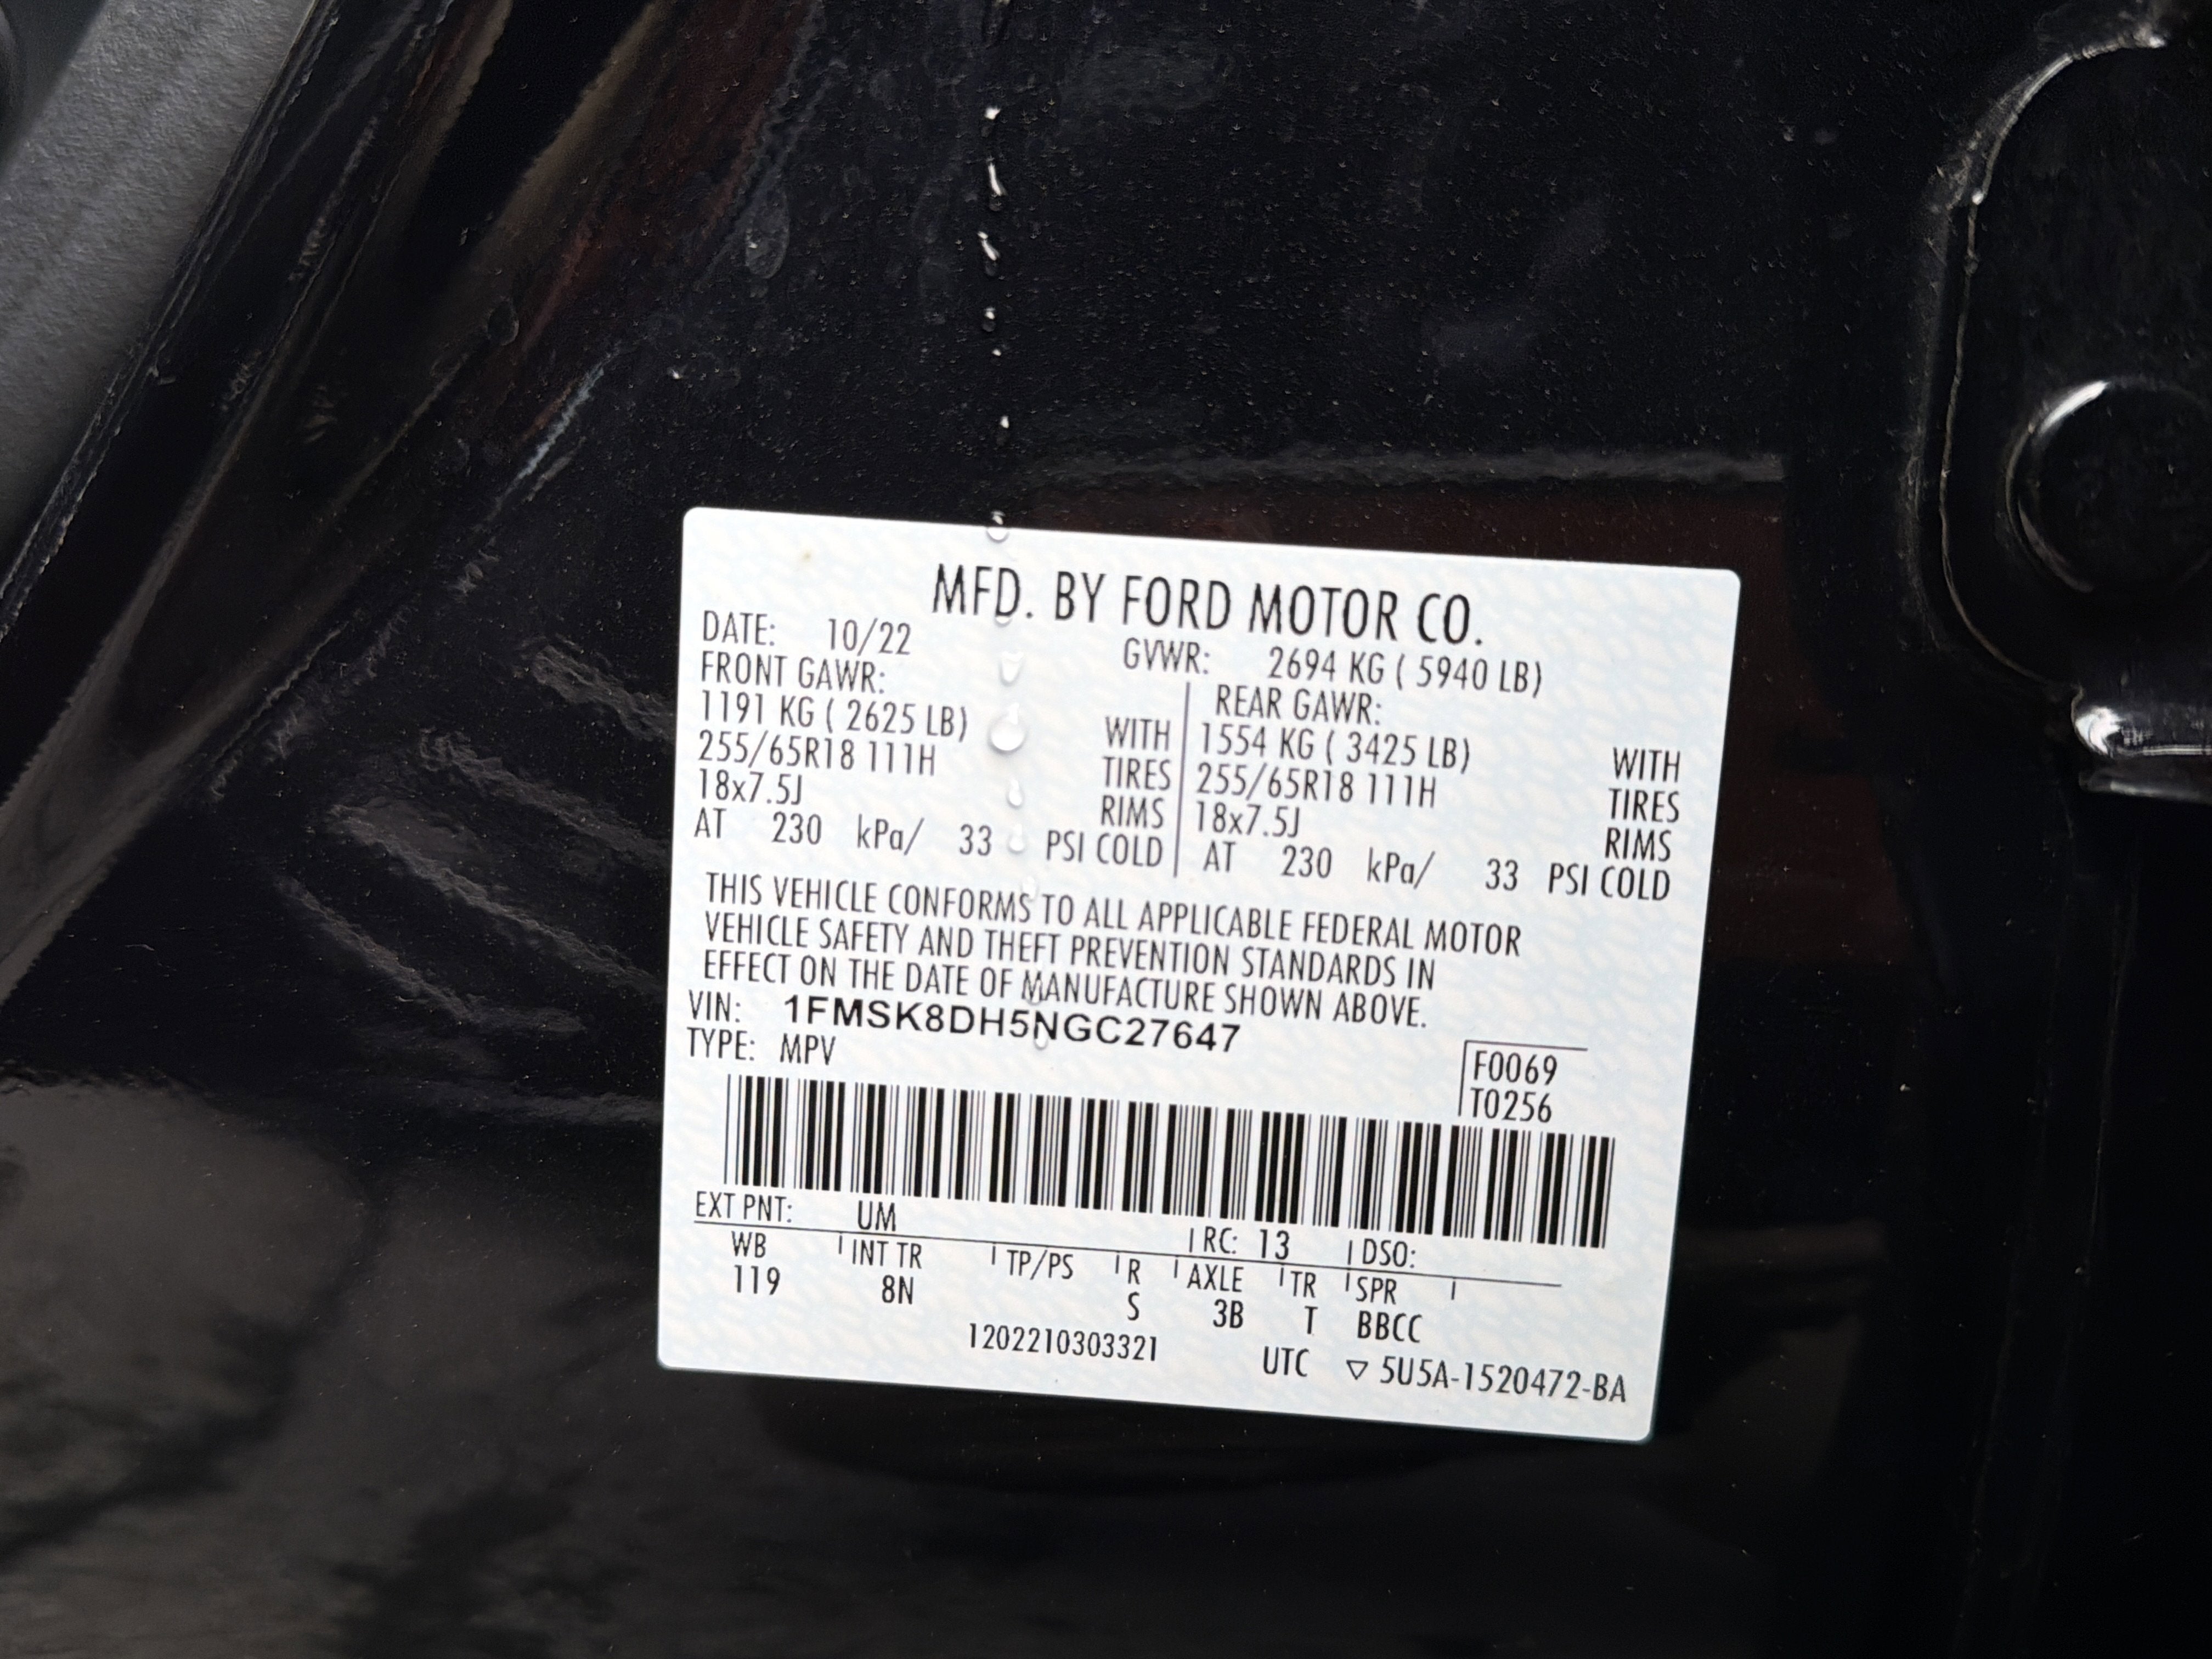 MFD. BY FORD MOTOR CO.
DATE: 10/22 GVWR: 2694 KG ( 5940 LB)
FRONT GAWR: REAR GAWR:
1191 KG ( 2625 LB) WITH 1554 KG ( 3425 LB) WITH
255/65R18 111H TIRES 255/65R18 111H TIRES
18x7.5J RIMS 18x7.5J RIMS
AT 230 kPa/ 33 PSI COLD AT 230 kPa/ 33 PSI COLD
THIS VEHICLE CONFORMS TO ALL APPLICABLE FEDERAL MOTOR
VEHICLE SAFETY AND THEFT PREVENTION STANDARDS IN
EFFECT ON THE DATE OF MANUFACTURE SHOWN ABOVE.
VIN: 1FMSK8DH5NGC27647
TYPE: MPV
F0069
T0256
EXT PNT: UM RC: 13 DSO:
WB INT TR TP/PS R AXLE TR SPR
119 8N S 3B T BBCC
1202210303321 UTC ▽ 5U5A-1520472-BA